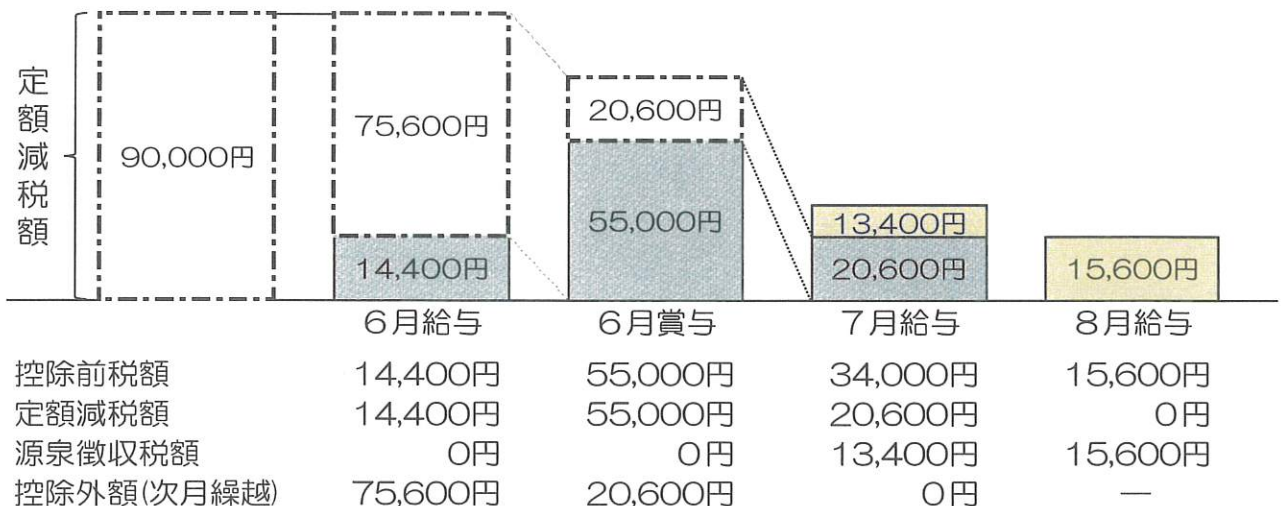 定額減税額
90,000円
75,600円
14,400円
20,600円
55,000円
13,400円
20,600円
15,600円
6月給与 6月賞与 7月給与 8月給与
控除前税額 14,400円 55,000円 34,000円 15,600円
定額減税額 14,400円 55,000円 20,600円 0円
源泉徴収税額 0円 0円 13,400円 15,600円
控除外額(次月繰越) 75,600円 20,600円 0円 —